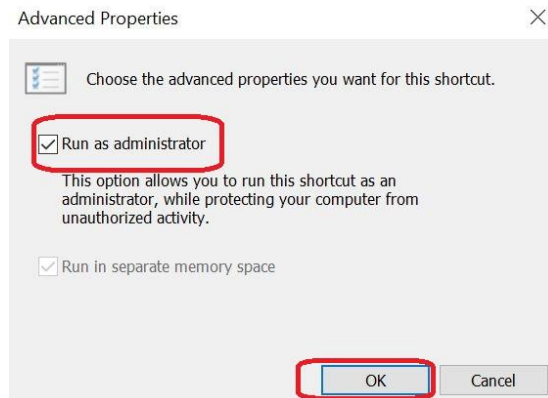 Advanced Properties
Choose the advanced properties you want for this shortcut.
Run as administrator
This option allows you to run this shortcut as an
administrator, while protecting your computer from
unauthorized activity.
Run in separate memory space
OK
Cancel